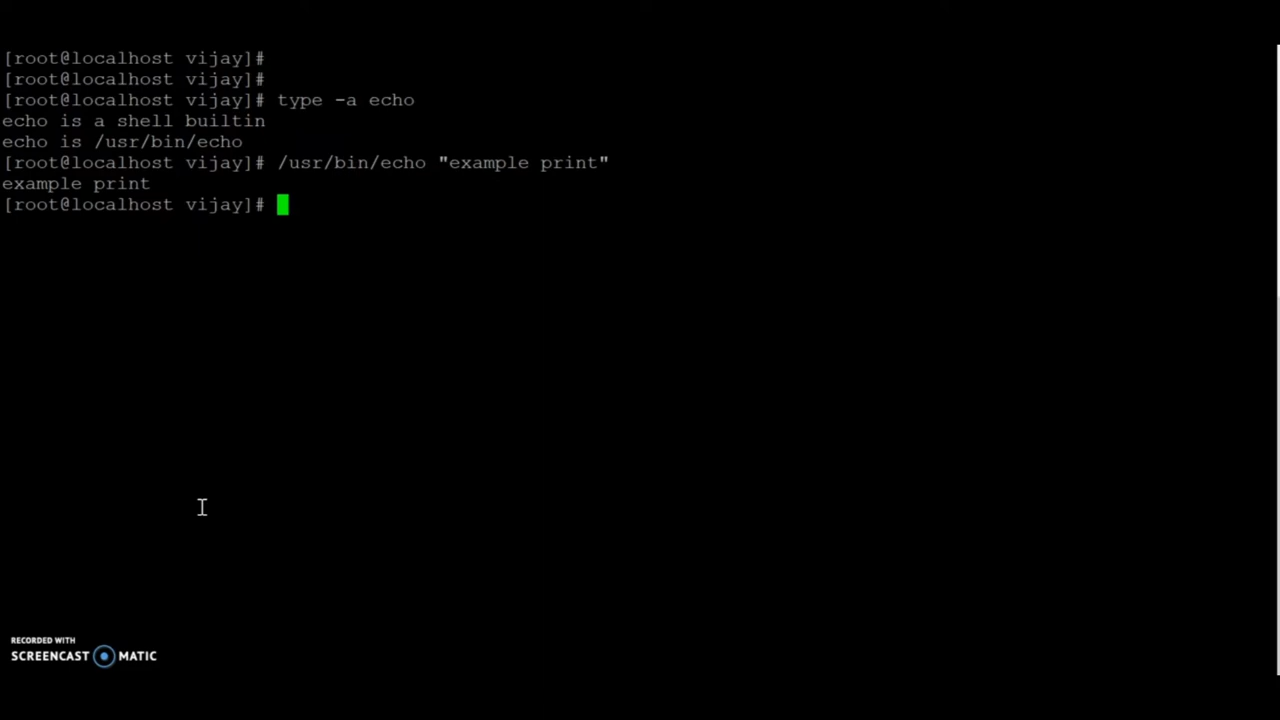 [root@localhost vijay]#
[root@localhost vijay]#
[root@localhost vijay]# type -a echo
echo is a shell builtin
echo is /usr/bin/echo
[root@localhost vijay]# /usr/bin/echo "example print"
example print
[root@localhost vijay]#
RECORDED WITH
SCREENCAST MATIC